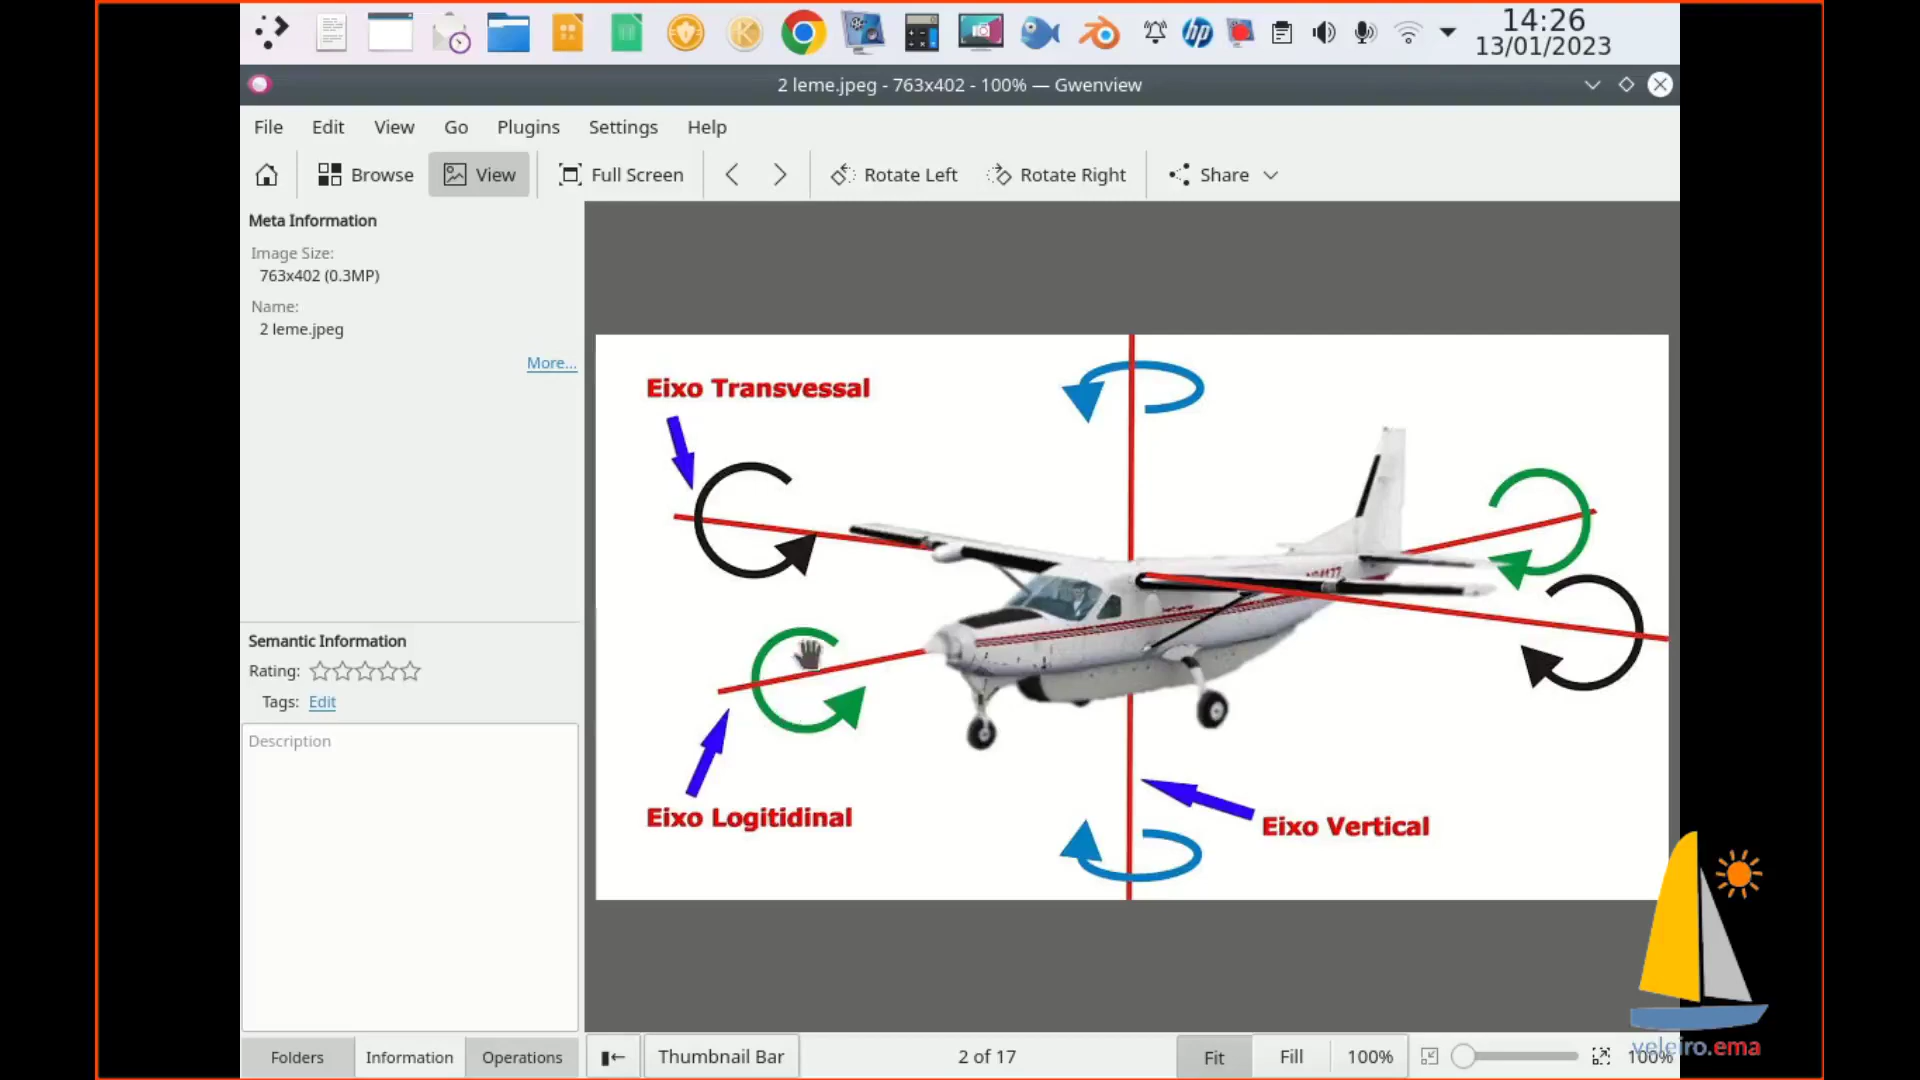 14:26
13/01/2023
2 leme.jpeg - 763x402 - 100% — Gwenview
File Edit View Go Plugins Settings Help
Browse View Full Screen Rotate Left Rotate Right Share
Meta Information
Image Size:
763x402 (0.3MP)
Name:
2 leme.jpeg
More...
Eixo Transvessal
Eixo Logitidinal
Eixo Vertical
Semantic Information
Rating:
Tags: Edit
Description
Folders Information Operations Thumbnail Bar 2 of 17 Fit Fill 100% 100%
veleiro.ema